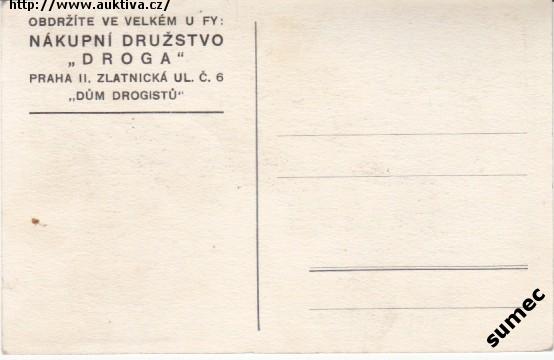 http://www.auktiva.cz/
OBDRŽÍTE VE VELKÉM U FY:
NÁKUPNÍ DRUŽSTVO
„DROGA“
PRAHA II. ZLATNICKÁ UL. Č. 6
„DŮM DROGISTŮ“
sumec